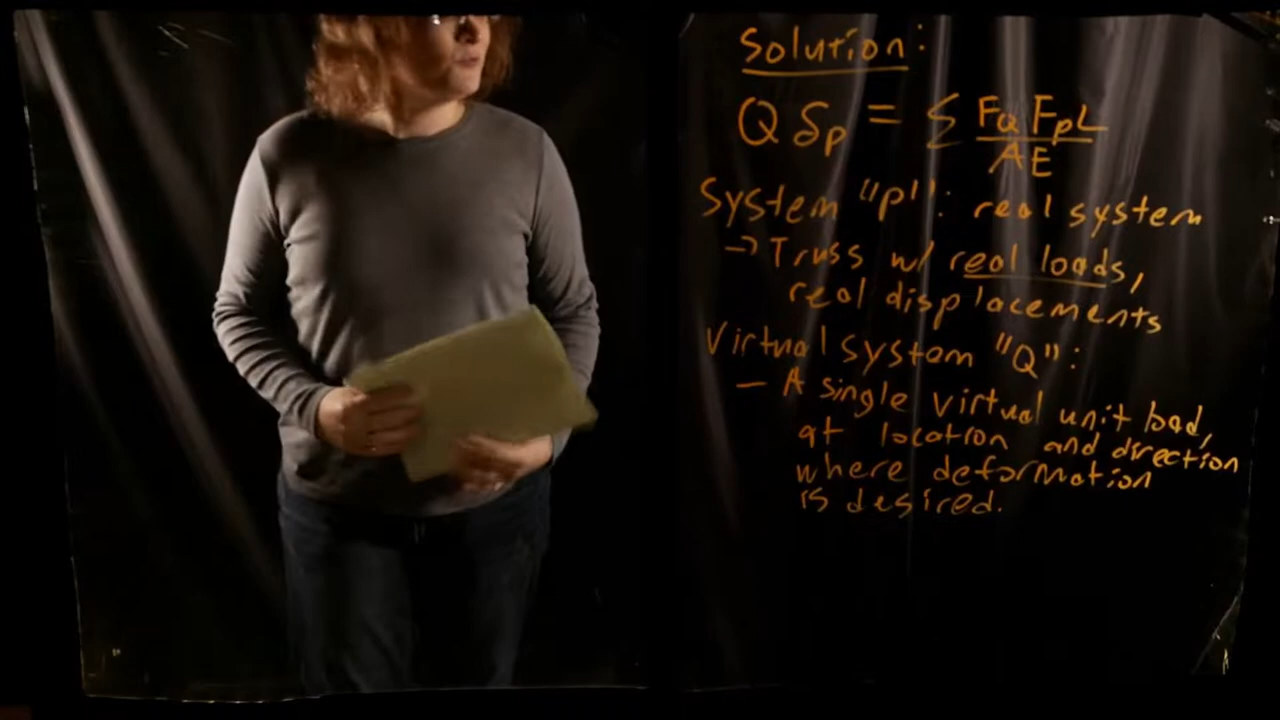 Solution:
Q δp = Σ FQ FpL / AE
System "P": real system
→ Truss w/ real loads,
real displacements
Virtual system "Q":
— A single virtual unit load,
at location and direction
where deformation
is desired.